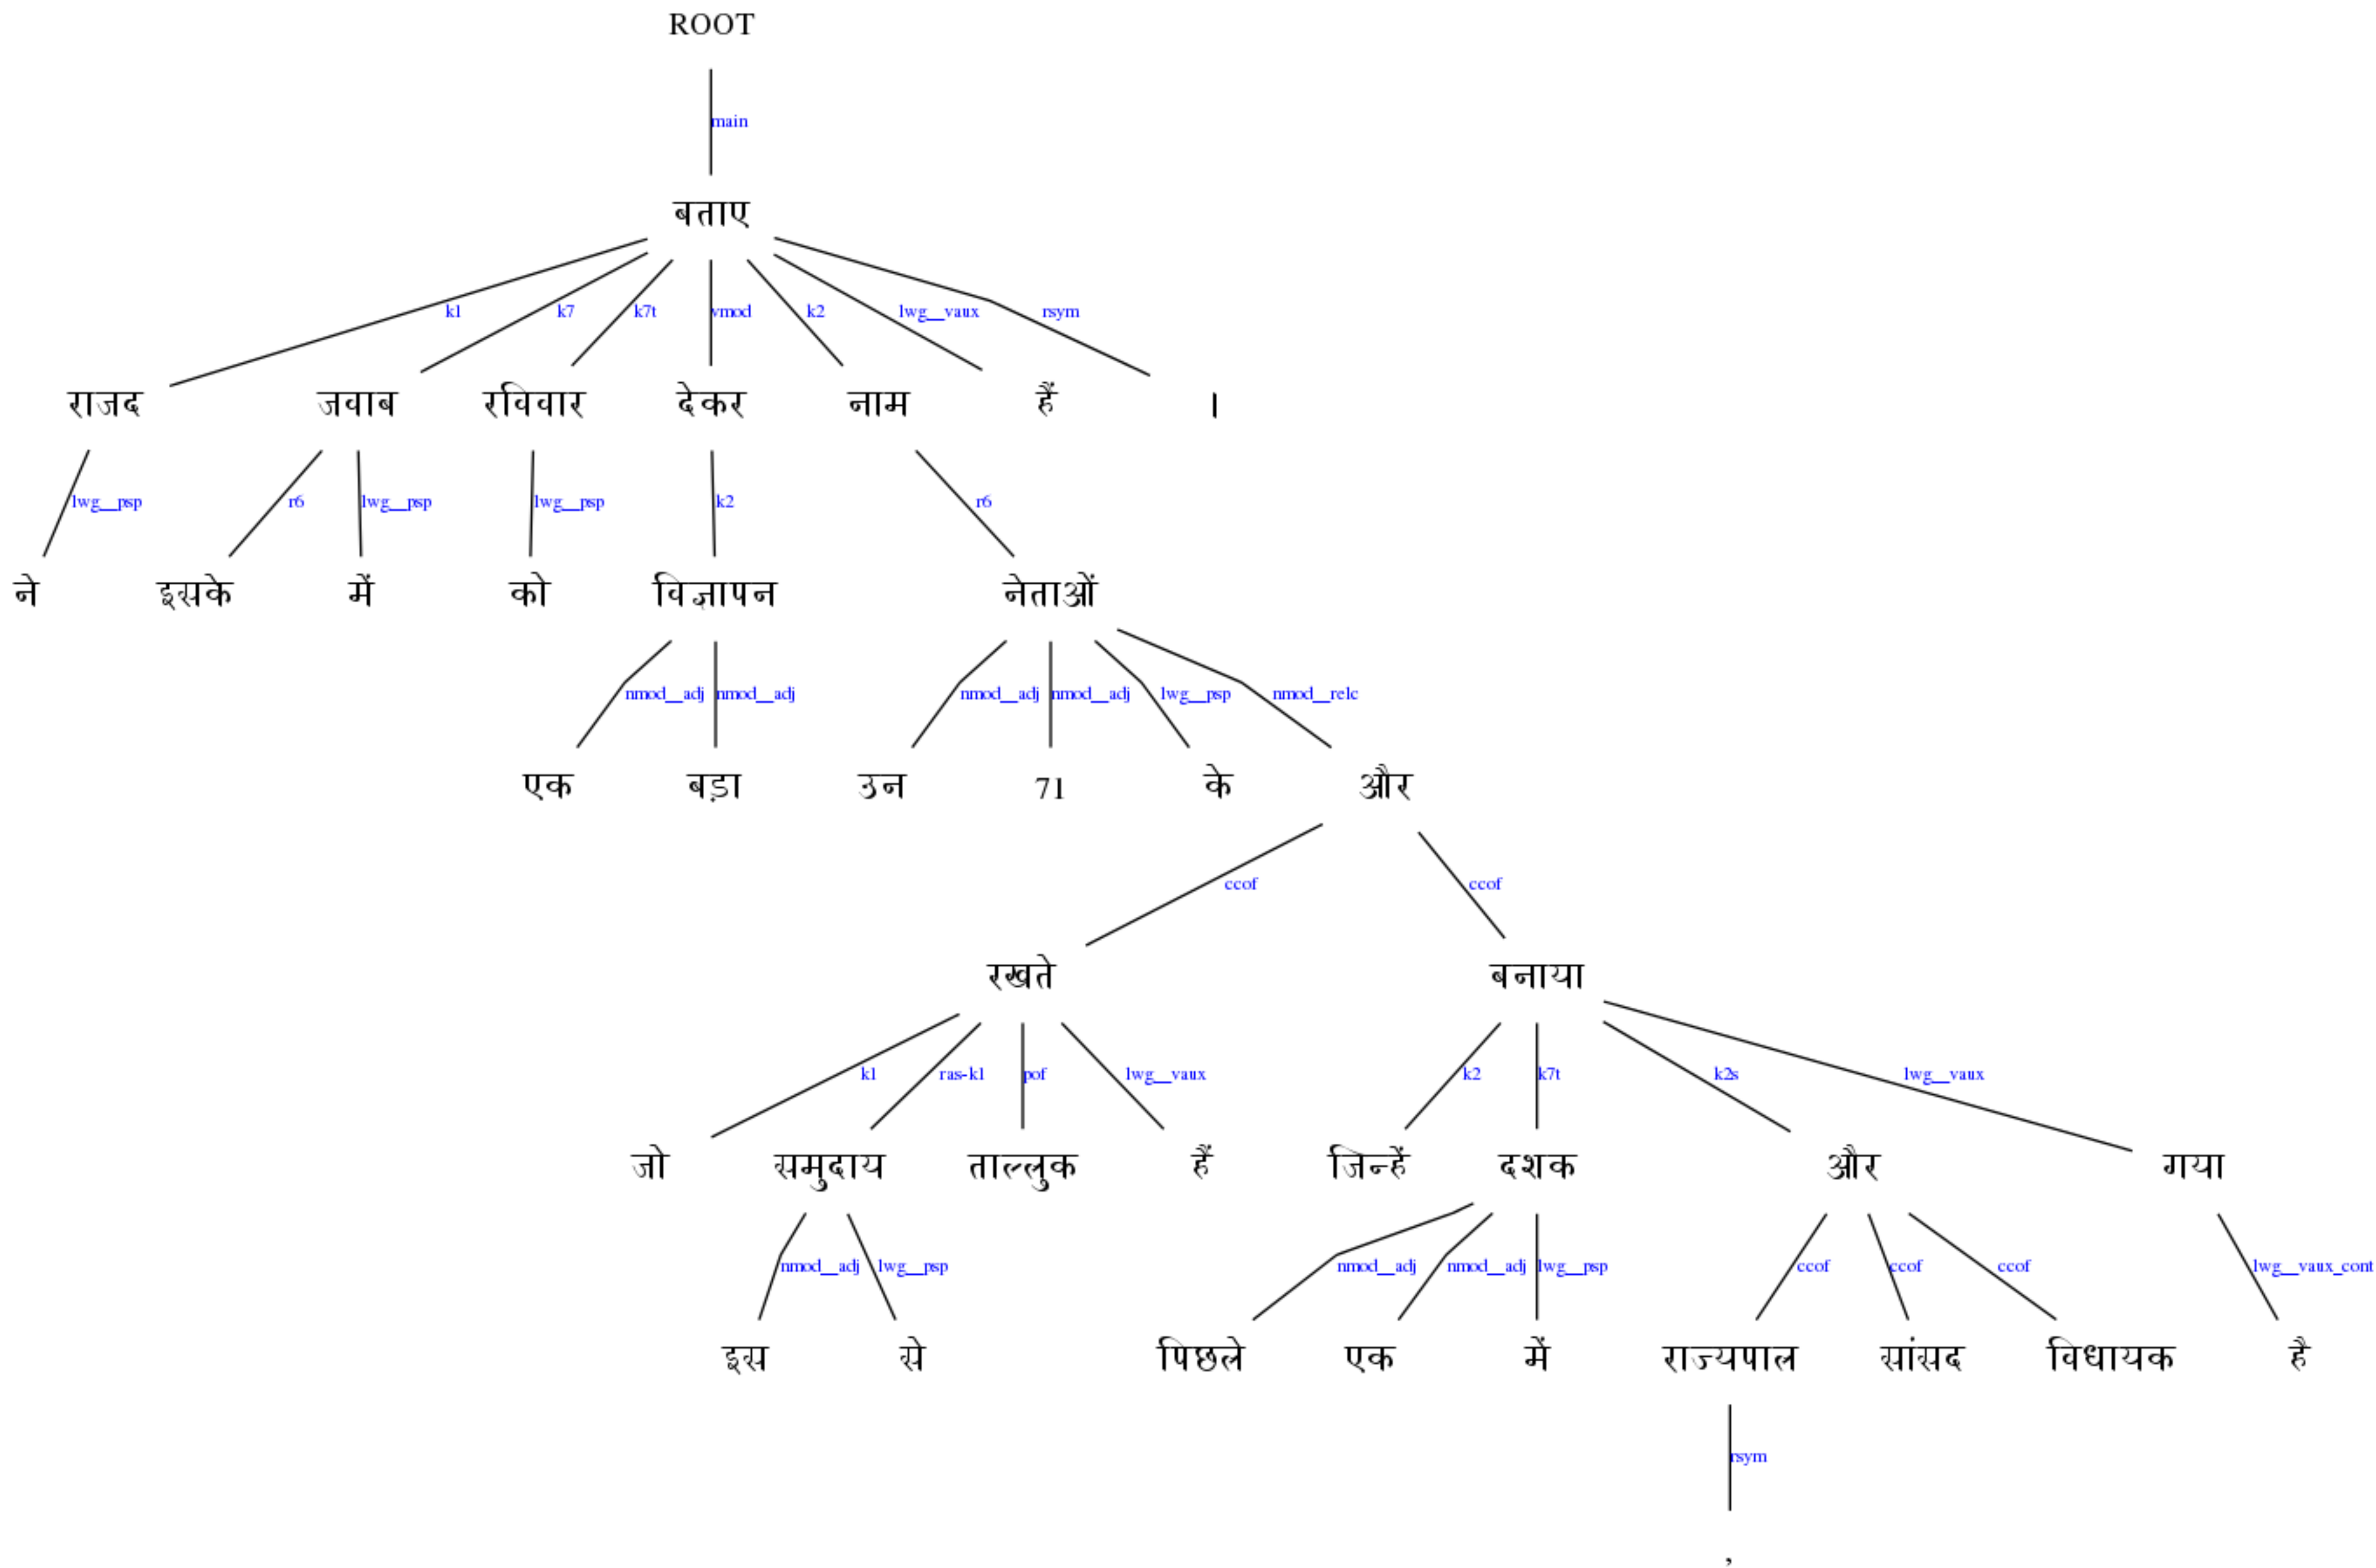 ROOT
main
बताए
k1 k7 k7t vmod k2 lwg__vaux rsym
राजद जवाब रविवार देकर नाम हैं ।
lwg__psp r6 lwg__psp lwg__psp k2 r6
ने इसके में को विज्ञापन नेताओं
nmod__adj nmod__adj nmod__adj nmod__adj lwg__psp nmod__relc
एक बड़ा उन 71 के और
ccof ccof
रखते बनाया
k1 ras-k1 pof lwg__vaux k2 k7t k2s lwg__vaux
जो समुदाय ताल्लुक हैं जिन्हें दशक और गया
nmod__adj lwg__psp nmod__adj nmod__adj lwg__psp ccof ccof ccof lwg__vaux_cont
इस से पिछले एक में राज्यपाल सांसद विधायक है
rsym
,